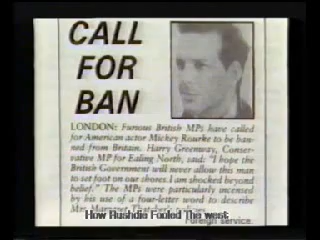 CALL
FOR
BAN
LONDON: Furious British MPs have called
for American actor Mickey Rourke to be ban-
ned from Britain. Harry Greenway, Conser-
vative MP for Ealing North, said: "I hope the
British Government will never allow this man
to set foot on our shores. I am shocked beyond
belief." The MPs were particularly incensed
by his use of a four-letter word to describe
Mrs. Margaret
How Rushdie Fooled The west
Foreign Service.